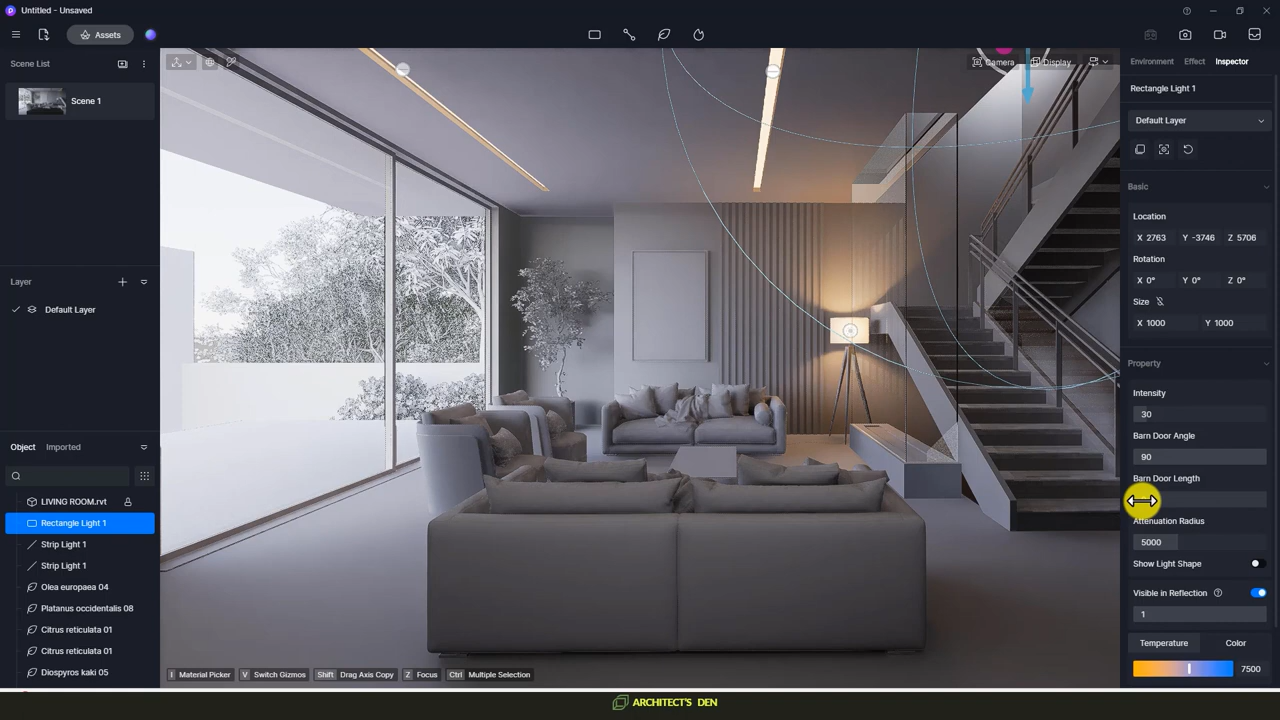 Untitled - Unsaved
Assets
Scene List
Scene 1
Layer
Default Layer
Object
Imported
LIVING ROOM.rvt
Rectangle Light 1
Strip Light 1
Strip Light 1
Olea europaea 04
Platanus occidentalis 08
Citrus reticulata 01
Citrus reticulata 01
Diospyros kaki 05
Camera
Display
I Material Picker
V Switch Gizmos
Shift Drag Axis Copy
Z Focus
Ctrl Multiple Selection
Environment
Effect
Inspector
Rectangle Light 1
Default Layer
Basic
Location
X 2763 Y -3746 Z 5706
Rotation
X 0° Y 0° Z 0°
Size
X 1000 Y 1000
Property
Intensity
30
Barn Door Angle
90
Barn Door Length
Attenuation Radius
5000
Show Light Shape
Visible in Reflection
1
Temperature
Color
7500
ARCHITECT'S DEN